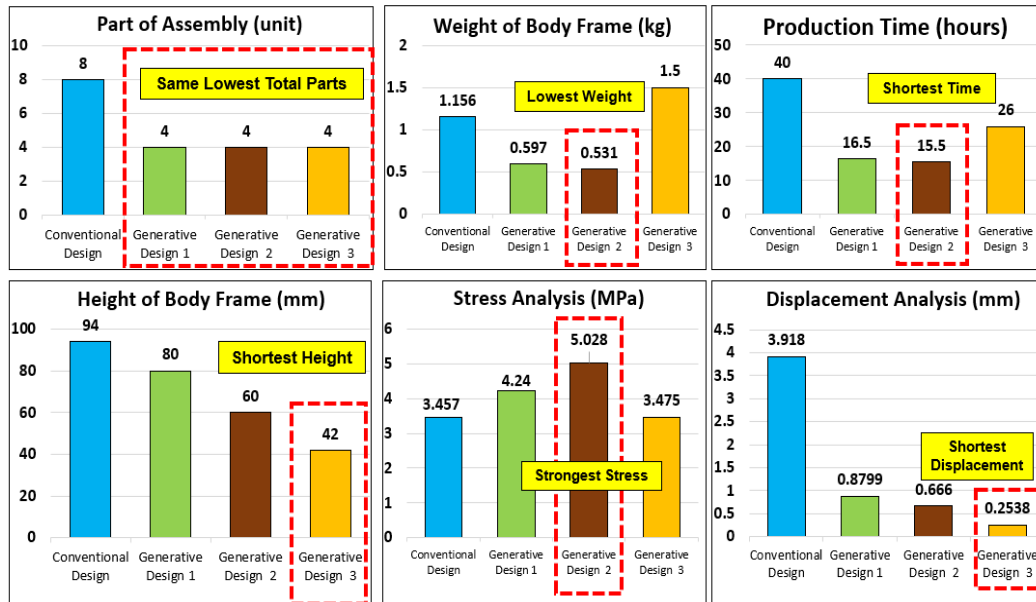 Part of Assembly (unit)
10
8
6
4
2
0
8
4
4
4
Same Lowest Total Parts
Conventional
Design
Generative
Design 1
Generative
Design 2
Generative
Design 3
Weight of Body Frame (kg)
2
1.5
1
0.5
0
1.156
0.597
0.531
1.5
Lowest Weight
Conventional
Design
Generative
Design 1
Generative
Design 2
Generative
Design 3
Production Time (hours)
50
40
30
20
10
0
40
16.5
15.5
26
Shortest Time
Conventional
Design
Generative
Design 1
Generative
Design 2
Generative
Design 3
Height of Body Frame (mm)
100
80
60
40
20
0
94
80
60
42
Shortest Height
Conventional
Design
Generative
Design 1
Generative
Design 2
Generative
Design 3
Stress Analysis (MPa)
6
5
4
3
2
1
0
3.457
4.24
5.028
3.475
Strongest Stress
Conventional
Design
Generative
Design 1
Generative
Design 2
Generative
Design 3
Displacement Analysis (mm)
4.5
4
3.5
3
2.5
2
1.5
1
0.5
0
3.918
0.8799
0.666
0.2538
Shortest
Displacement
Conventional
Design
Generative
Design 1
Generative
Design 2
Generative
Design 3